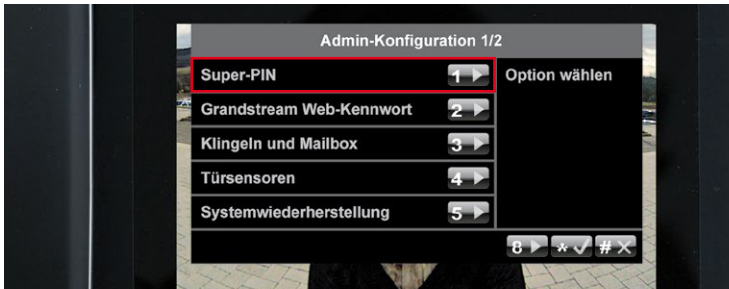 Admin-Konfiguration 1/2
Super-PIN 1 Option wählen
Grandstream Web-Kennwort 2
Klingeln und Mailbox 3
Türsensoren 4
Systemwiederherstellung 5
8 * #